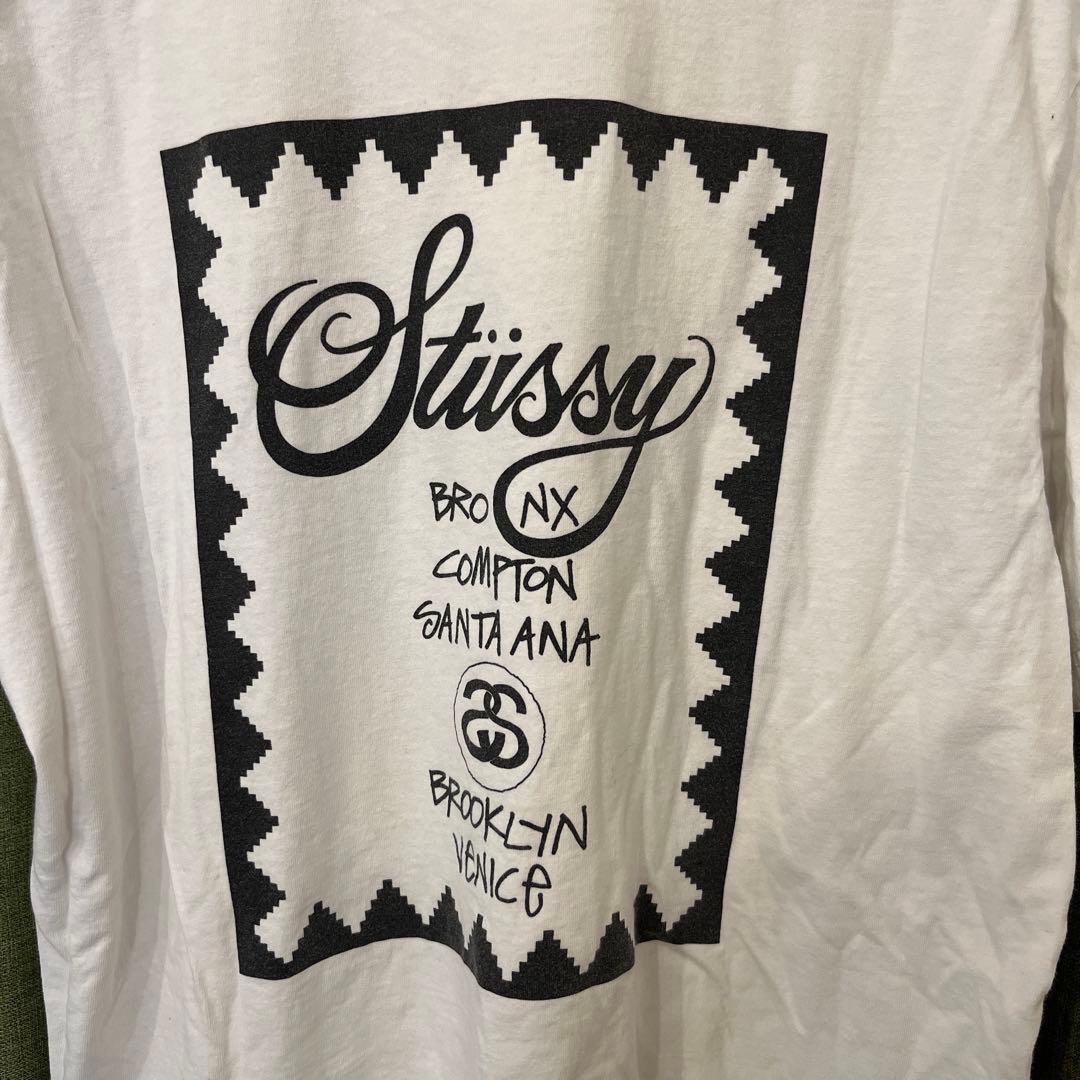 Stüssy
BRONX
COMPTON
SANTA ANA
SS
BROOKLYN
VENICE